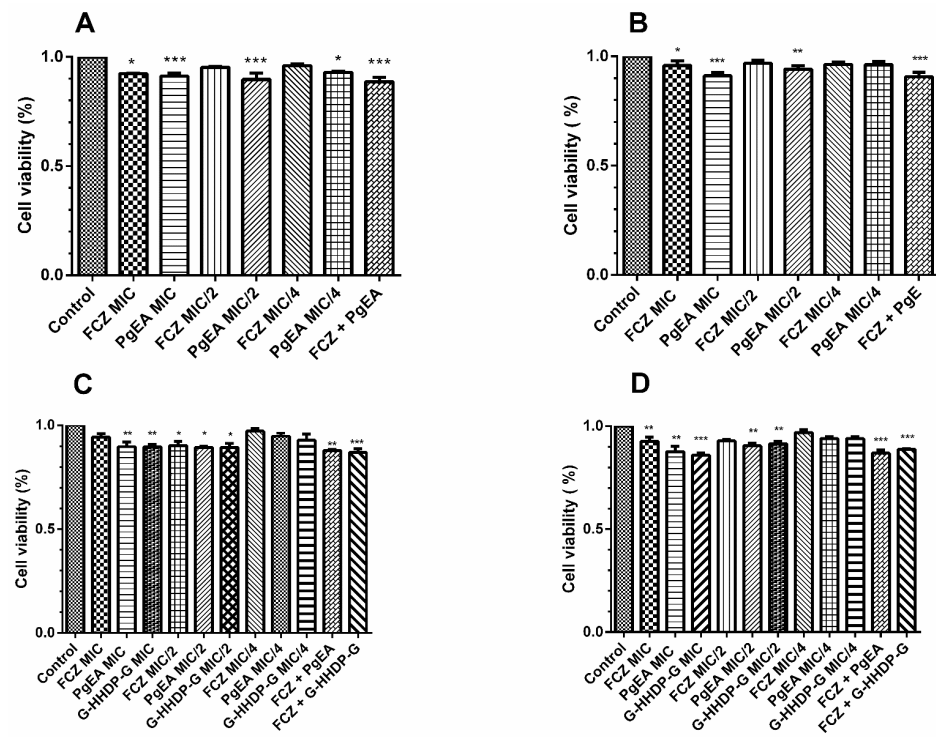 A
Cell viability (%)
1.0
0.5
0.0
* *** *** * ***
Control
FCZ MIC
PgEA MIC
FCZ MIC/2
PgEA MIC/2
FCZ MIC/4
PgEA MIC/4
FCZ + PgEA
B
Cell viability ( %)
1.0
0.5
0.0
* *** ** ***
Control
FCZ MIC
PgEA MIC
FCZ MIC/2
PgEA MIC/2
FCZ MIC/4
PgEA MIC/4
FCZ + PgE
C
Cell viability (%)
1.0
0.5
0.0
** ** * * * ** ***
Control
FCZ MIC
PgEA MIC
G-HHDP-G MIC
FCZ MIC/2
PgEA MIC/2
G-HHDP-G MIC/2
FCZ MIC/4
PgEA MIC/4
G-HHDP-G MIC/4
FCZ + PgEA
FCZ + G-HHDP-G
D
Cell viability ( %)
1.0
0.5
0.0
** ** *** ** ** *** ***
Control
FCZ MIC
PgEA MIC
G-HHDP-G MIC
FCZ MIC/2
PgEA MIC/2
G-HHDP-G MIC/2
FCZ MIC/4
PgEA MIC/4
G-HHDP-G MIC/4
FCZ + PgEA
FCZ + G-HHDP-G